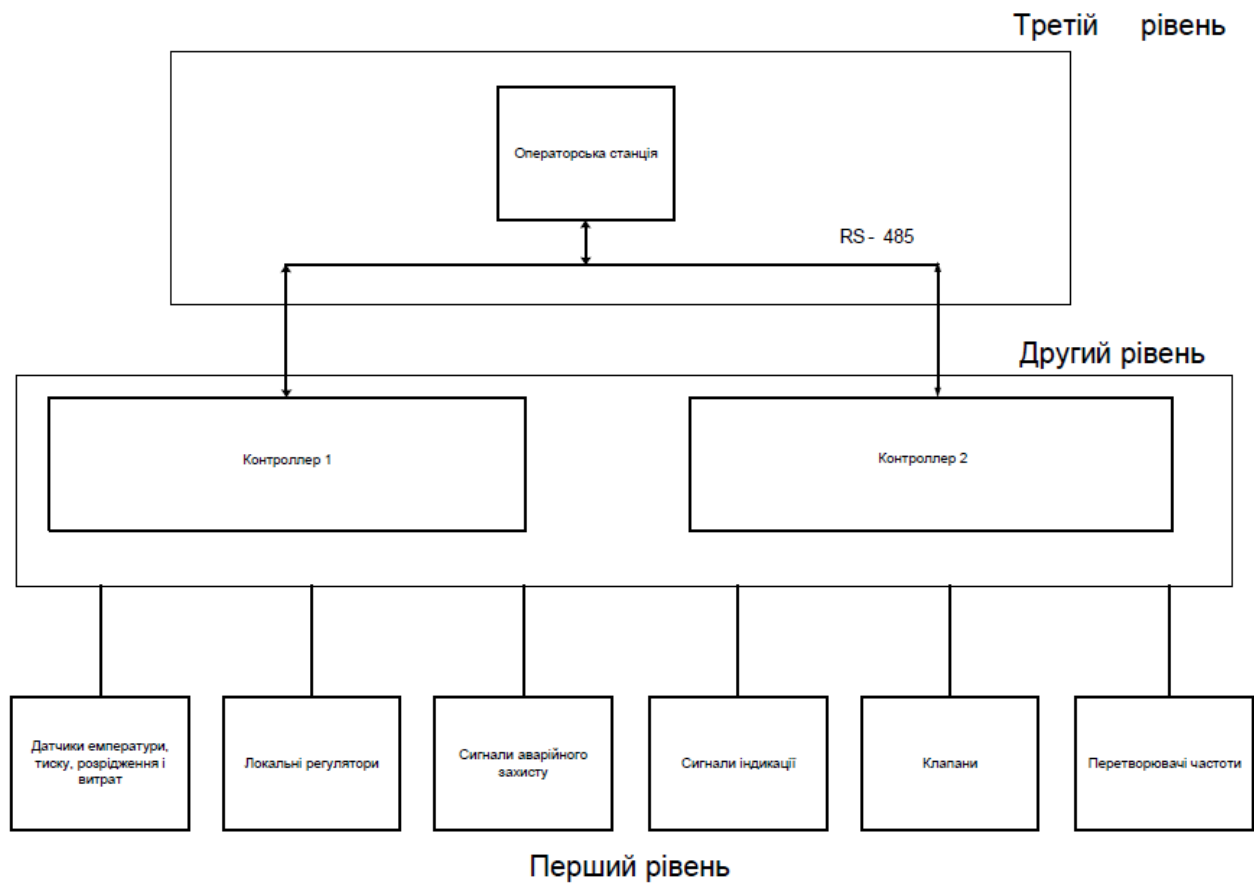 Третій рівень
Операторська станція
RS - 485
Другий рівень
Контроллер 1
Контроллер 2
Датчики емператури,
тиску, розрідження і
витрат
Локальні регулятори
Сигнали аварійного
захисту
Сигнали індикації
Клапани
Перетворювачі частоти
Перший рівень